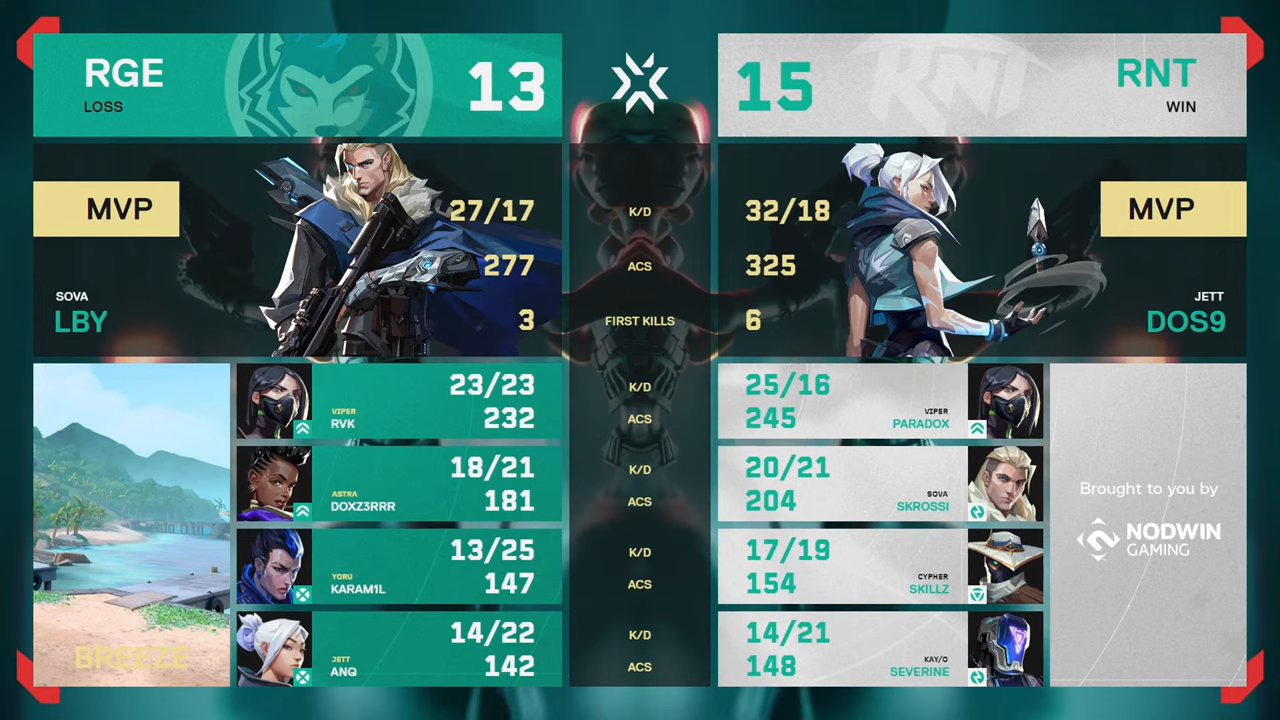 RGE
LOSS
13
15
RNT
WIN
RNT
MVP
27/17
K/D
32/18
MVP
277
ACS
325
SOVA
LBY
3
FIRST KILLS
6
JETT
DOS9
23/23
K/D
25/16
VIPER
RVK
232
ACS
245
VIPER
PARADOX
18/21
K/D
20/21
ASTRA
DOXZ3RRR
181
ACS
204
SOVA
SKROSSI
13/25
K/D
17/19
YORU
KARAM1L
147
ACS
154
CYPHER
SKILLZ
14/22
K/D
14/21
JETT
ANQ
142
ACS
148
KAY/O
SEVERINE
BREEZE
Brought to you by
NODWIN
GAMING